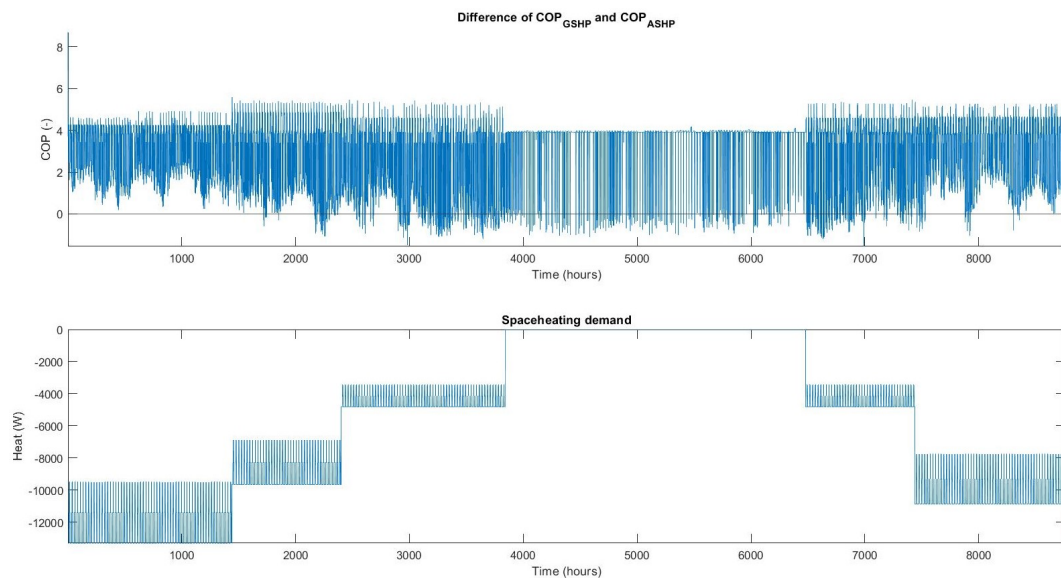 Difference of COP_GSHP and COP_ASHP
8
6
4
2
0
COP (-)
1000 2000 3000 4000 5000 6000 7000 8000
Time (hours)
Spaceheating demand
0
-2000
-4000
-6000
-8000
-10000
-12000
Heat (W)
1000 2000 3000 4000 5000 6000 7000 8000
Time (hours)